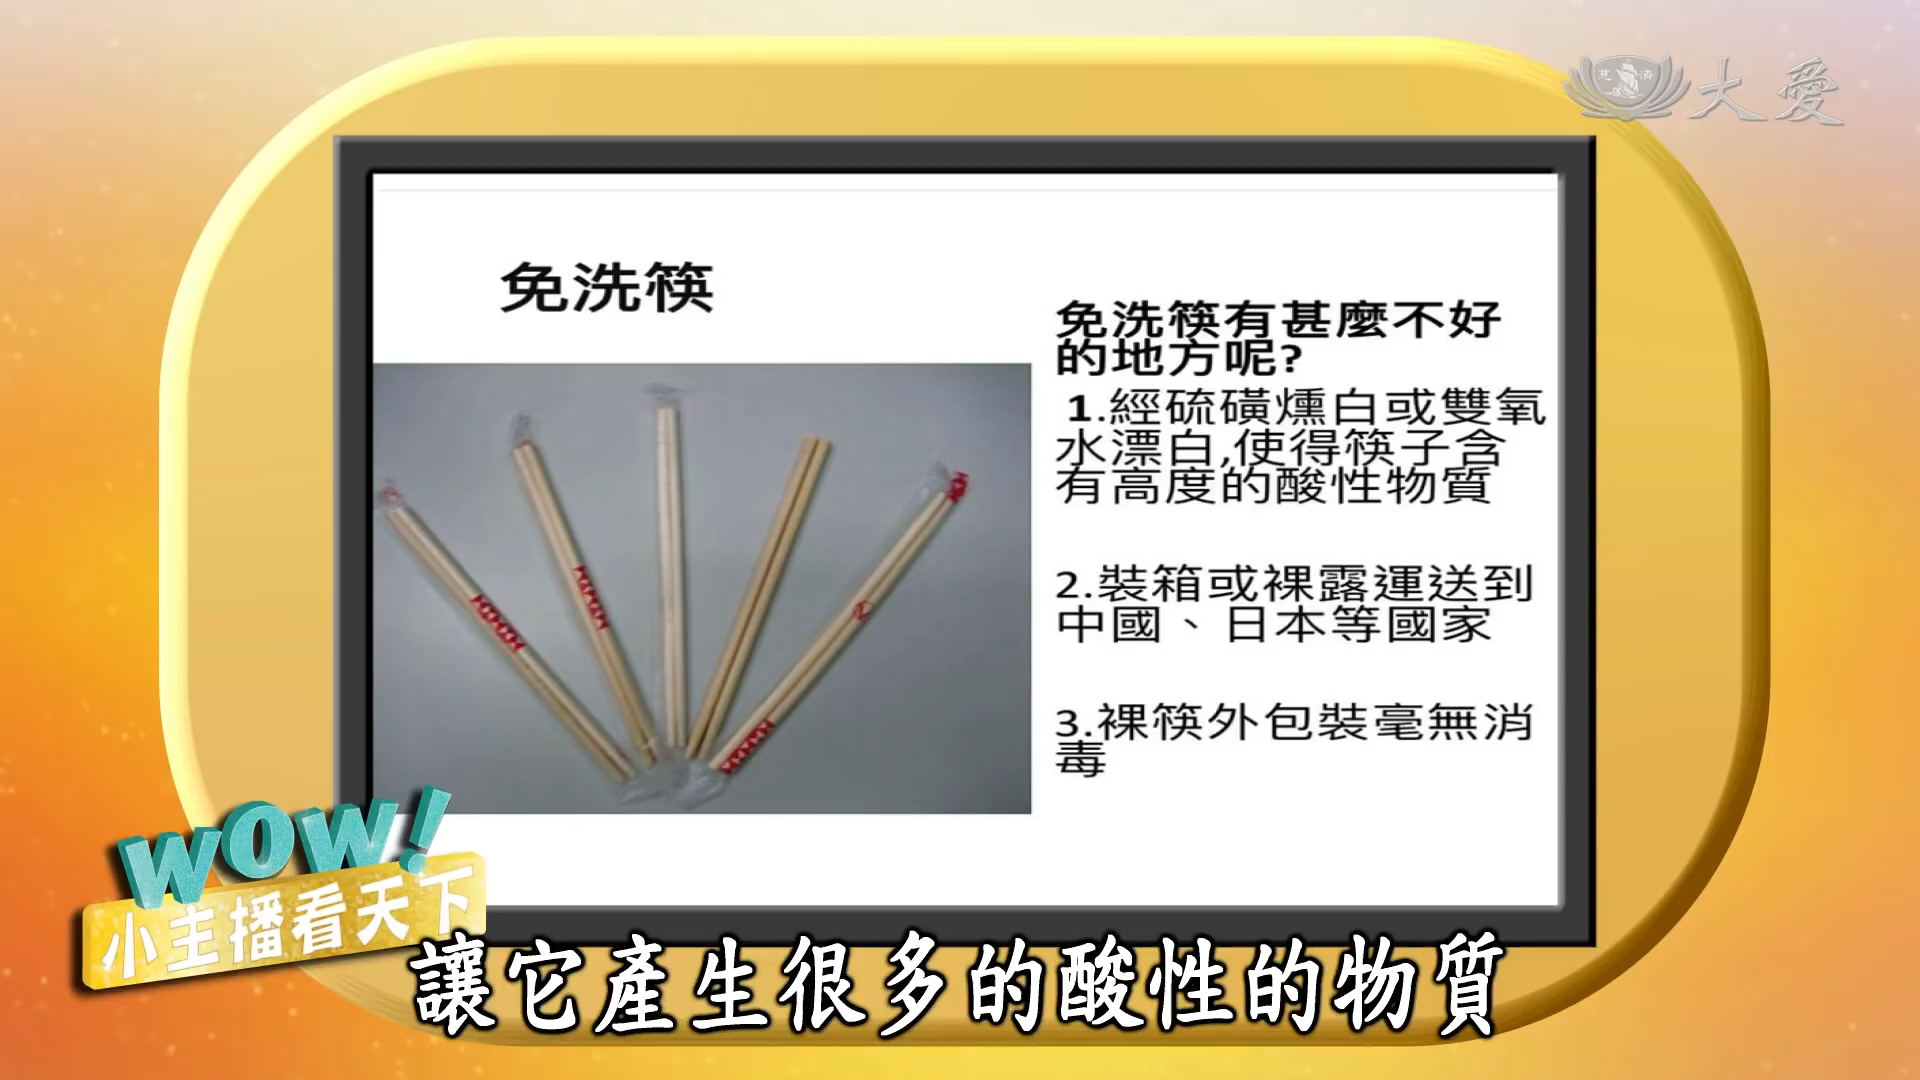 慈濟
大愛
免洗筷
免洗筷有甚麼不好
的地方呢?
1.經硫磺燻白或雙氧
水漂白,使得筷子含
有高度的酸性物質
2.裝箱或裸露運送到
中國、日本等國家
3.裸筷外包裝毫無消
毒
WOW!
小主播看天下
讓它產生很多的酸性的物質